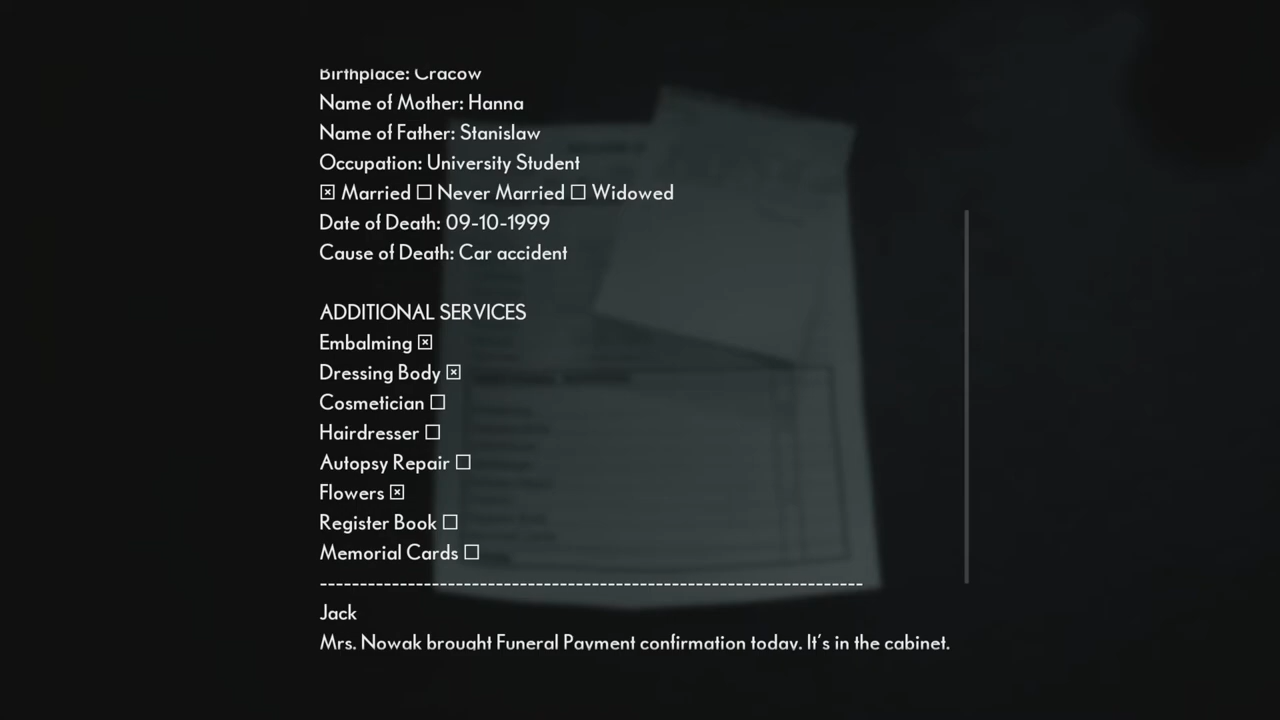 Birthplace: Cracow
Name of Mother: Hanna
Name of Father: Stanislaw
Occupation: University Student
☒ Married ☐ Never Married ☐ Widowed
Date of Death: 09-10-1999
Cause of Death: Car accident
ADDITIONAL SERVICES
Embalming ☒
Dressing Body ☒
Cosmetician ☐
Hairdresser ☐
Autopsy Repair ☐
Flowers ☒
Register Book ☐
Memorial Cards ☐
--------------------------------------------------------------------
Jack
Mrs. Nowak brought Funeral Payment confirmation today. It's in the cabinet.